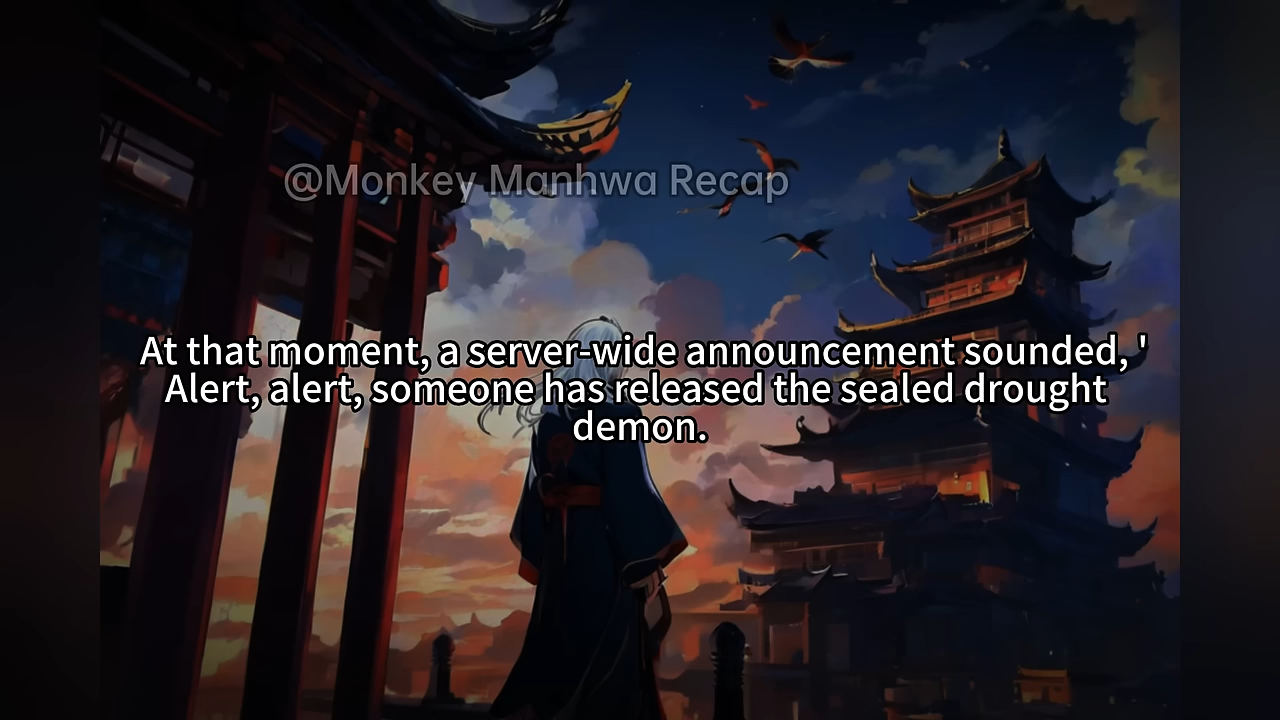 @Monkey Manhwa Recap
At that moment, a server-wide announcement sounded, '
Alert, alert, someone has released the sealed drought
demon.